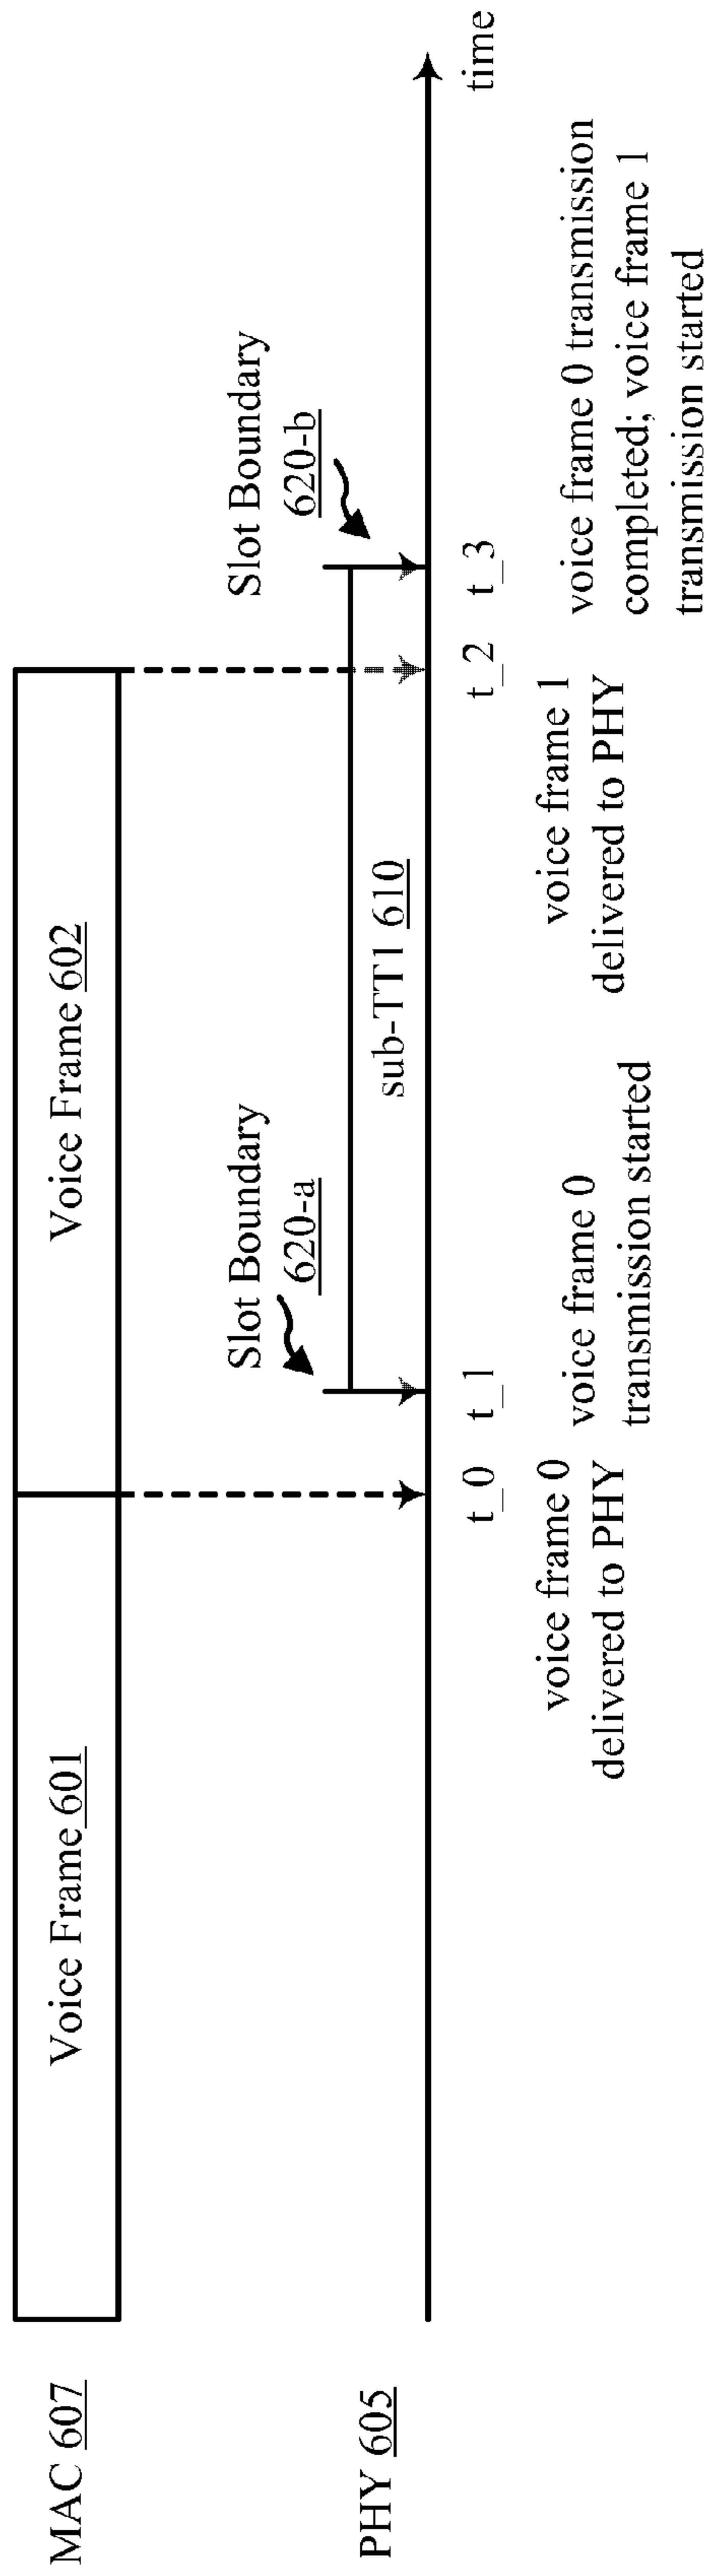 MAC 607
Voice Frame 601
Voice Frame 602
PHY 605
Slot Boundary
620-a
Slot Boundary
620-b
sub-TT1 610
t_0
t_1
t_2
t_3
time
voice frame 0
delivered to PHY
voice frame 0
transmission started
voice frame 1
delivered to PHY
voice frame 0 transmission
completed; voice frame 1
transmission started